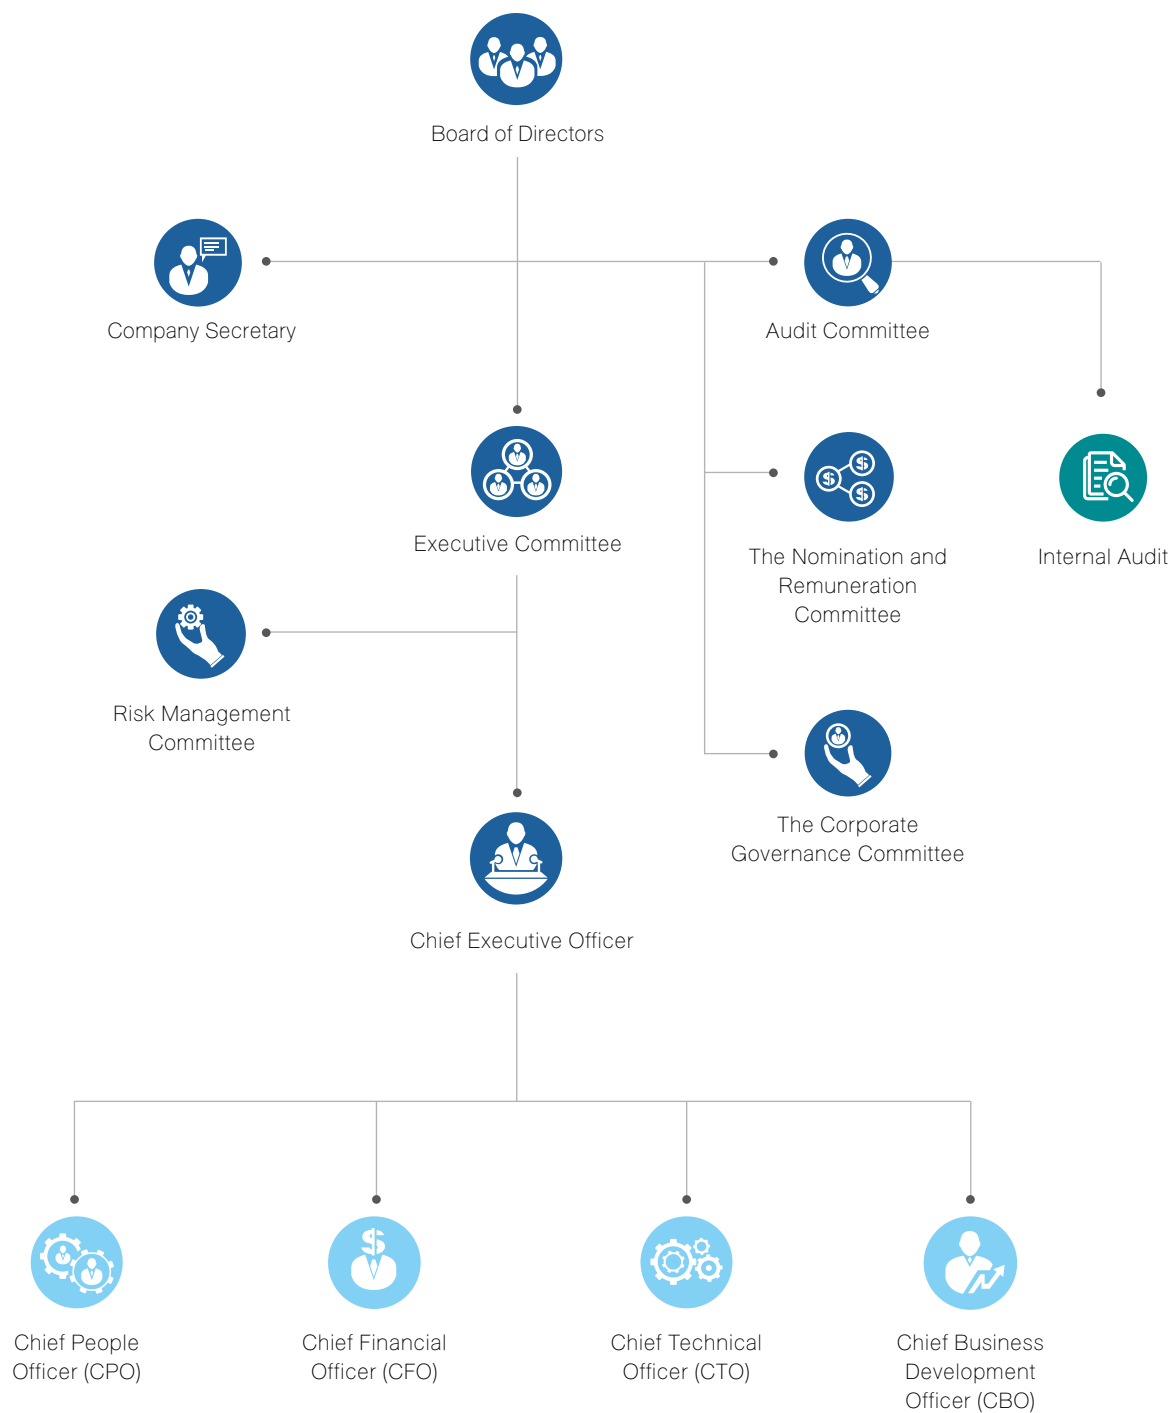 Board of Directors
Company Secretary
Audit Committee
Executive Committee
The Nomination and
Remuneration
Committee
Internal Audit
Risk Management
Committee
The Corporate
Governance Committee
Chief Executive Officer
Chief People
Officer (CPO)
Chief Financial
Officer (CFO)
Chief Technical
Officer (CTO)
Chief Business
Development
Officer (CBO)